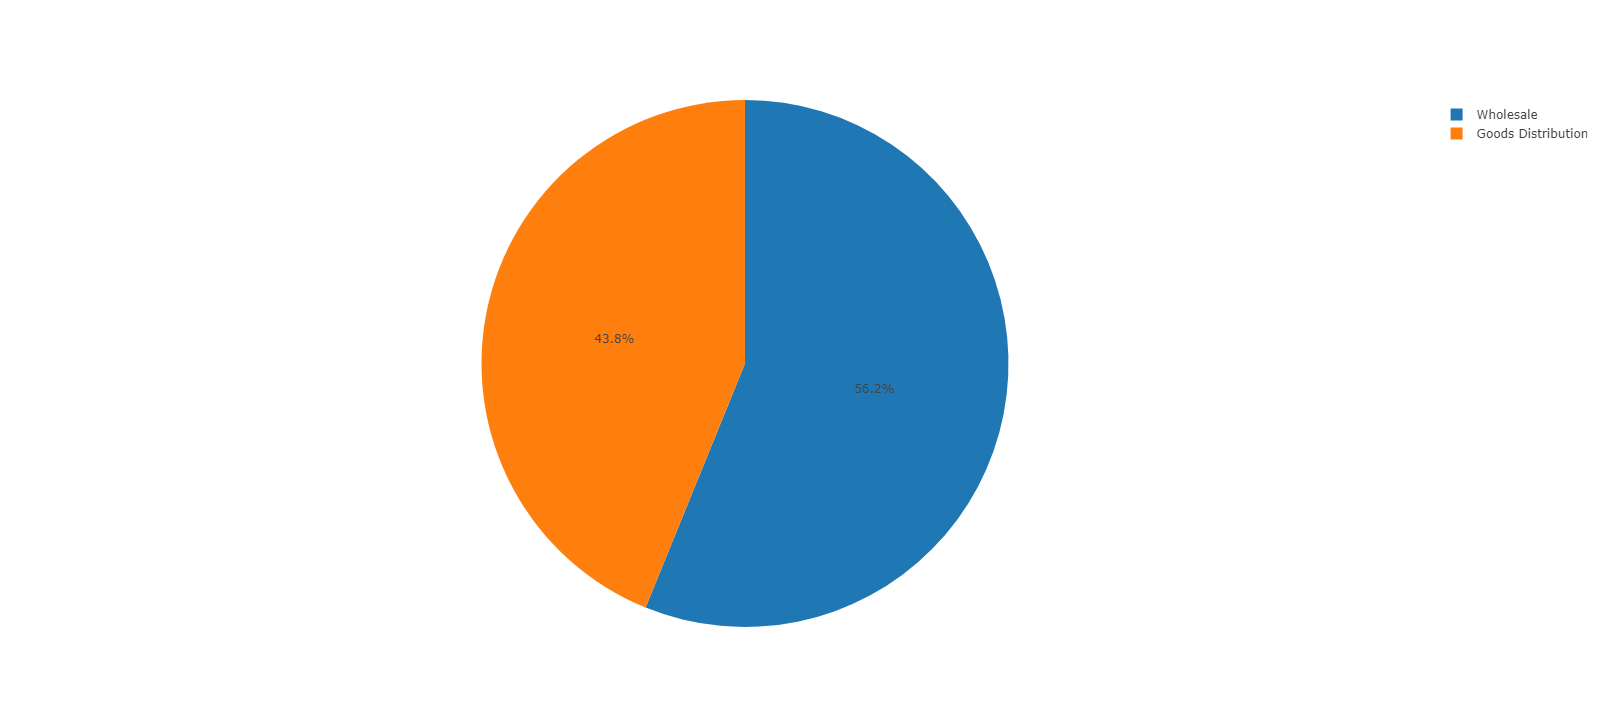 Wholesale
Goods Distribution
43.8%
56.2%